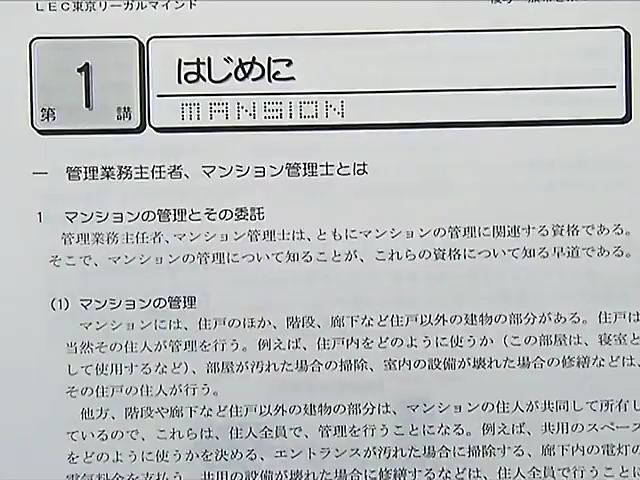 LEC東京リーガルマインド
第1講
はじめに
MANSION
一 管理業務主任者、マンション管理士とは
1 マンションの管理とその委託
管理業務主任者、マンション管理士は、ともにマンションの管理に関連する資格である。
そこで、マンションの管理について知ることが、これらの資格について知る早道である。
(1) マンションの管理
マンションには、住戸のほか、階段、廊下など住戸以外の建物の部分がある。住戸は
当然その住人が管理を行う。例えば、住戸内をどのように使うか（この部屋は、寝室と
して使用するなど）、部屋が汚れた場合の掃除、室内の設備が壊れた場合の修繕などは、
その住戸の住人が行う。
他方、階段や廊下など住戸以外の建物の部分は、マンションの住人が共同して所有し
ているので、これらは、住人全員で、管理を行うことになる。例えば、共用のスペース
をどのように使うかを決める、エントランスが汚れた場合に掃除する、廊下内の電灯の
電気料金を支払う、共用の設備が壊れた場合に修繕するなどは、住人全員で行うことに